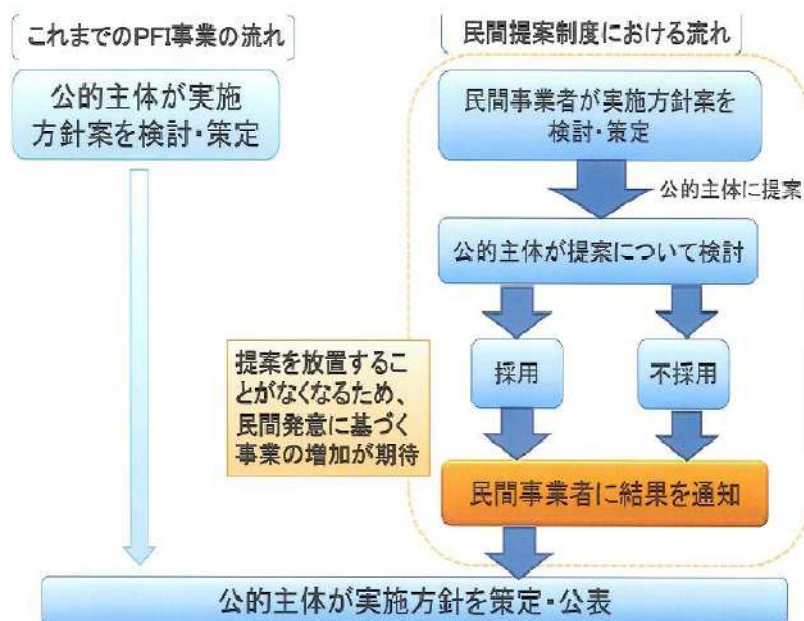 これまでのPFI事業の流れ
公的主体が実施
方針案を検討・策定
民間提案制度における流れ
民間事業者が実施方針案を
検討・策定
公的主体に提案
公的主体が提案について検討
採用
不採用
提案を放置するこ
とがなくなるため、
民間発意に基づく
事業の増加が期待
民間事業者に結果を通知
公的主体が実施方針を策定・公表